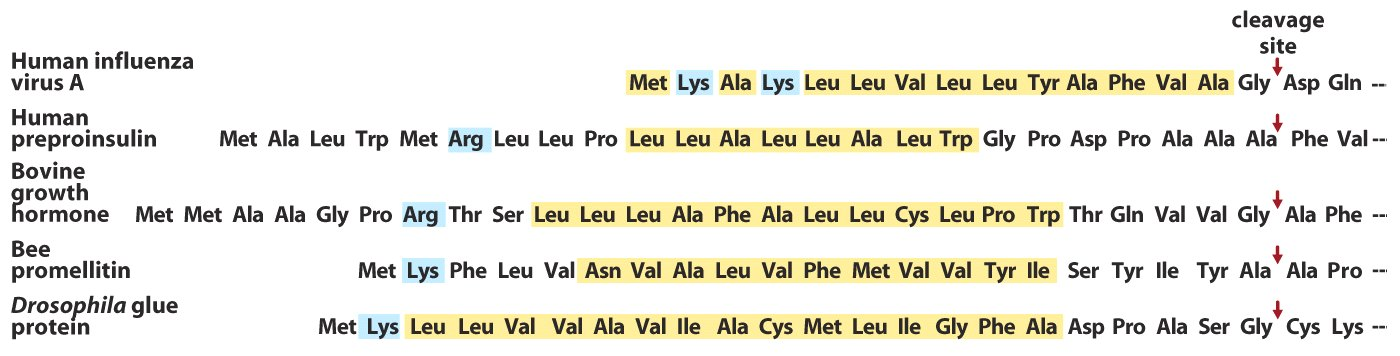 cleavage
site
Human influenza
virus A Met Lys Ala Lys Leu Leu Val Leu Leu Tyr Ala Phe Val Ala Gly Asp Gln ---
Human
preproinsulin Met Ala Leu Trp Met Arg Leu Leu Pro Leu Leu Ala Leu Leu Ala Leu Trp Gly Pro Asp Pro Ala Ala Ala Phe Val ---
Bovine
growth
hormone Met Met Ala Ala Gly Pro Arg Thr Ser Leu Leu Leu Ala Phe Ala Leu Leu Cys Leu Pro Trp Thr Gln Val Val Gly Ala Phe ---
Bee
promellitin Met Lys Phe Leu Val Asn Val Ala Leu Val Phe Met Val Val Tyr Ile Ser Tyr Ile Tyr Ala Ala Pro ---
Drosophila glue
protein Met Lys Leu Leu Val Val Ala Val Ile Ala Cys Met Leu Ile Gly Phe Ala Asp Pro Ala Ser Gly Cys Lys ---